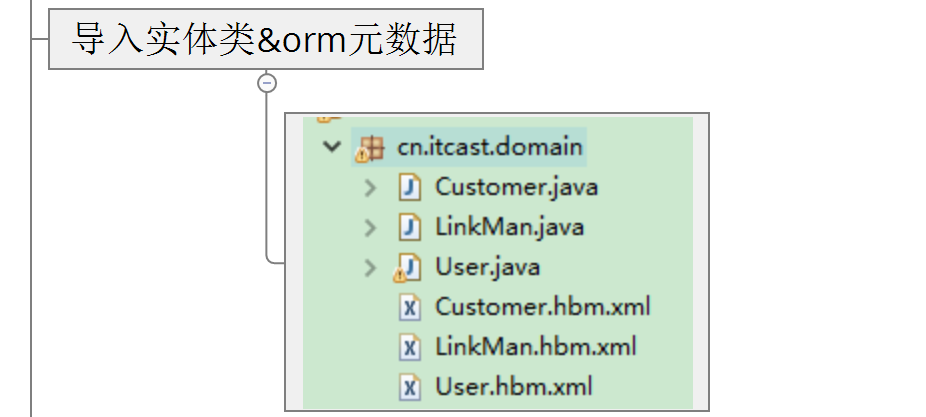 导入实体类&orm元数据
cn.itcast.domain
Customer.java
LinkMan.java
User.java
Customer.hbm.xml
LinkMan.hbm.xml
User.hbm.xml